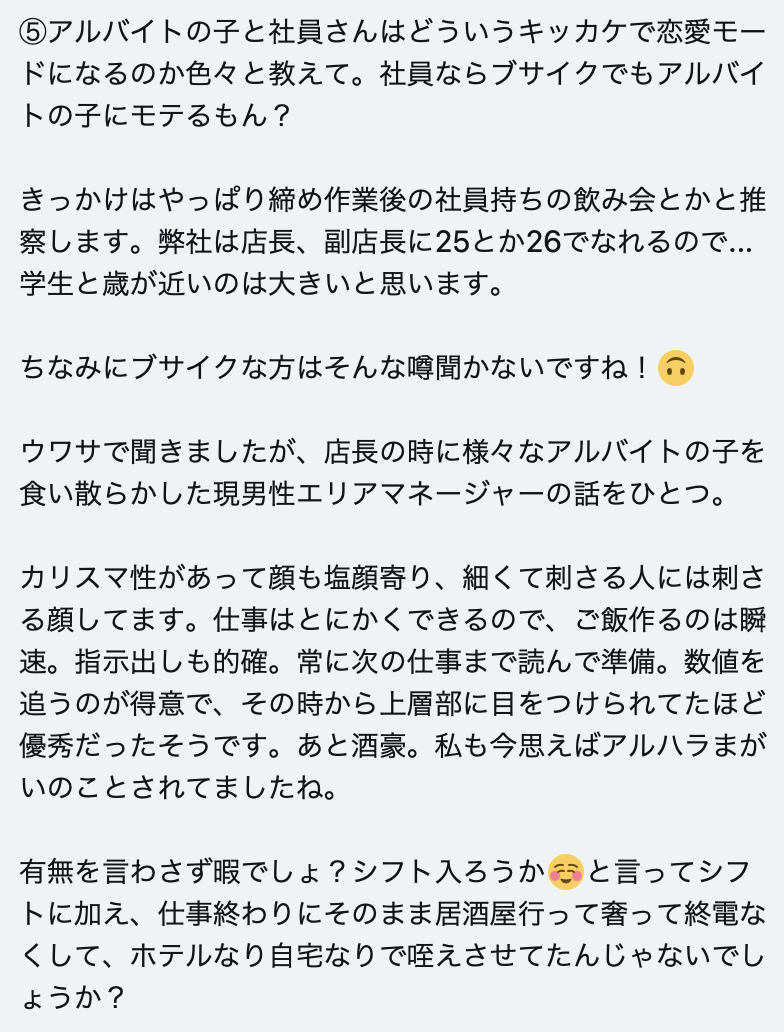 ⑤アルバイトの子と社員さんはどういうキッカケで恋愛モー
ドになるのか色々と教えて。社員ならブサイクでもアルバイ
トの子にモテるもん？
きっかけはやっぱり締め作業後の社員持ちの飲み会とかと推
察します。弊社は店長、副店長に25とか26でなれるので...
学生と歳が近いのは大きいと思います。
ちなみにブサイクな方はそんな噂聞かないですね！🙃
ウワサで聞きましたが、店長の時に様々なアルバイトの子を
食い散らかした現男性エリアマネージャーの話をひとつ。
カリスマ性があって顔も塩顔寄り、細くて刺さる人には刺さ
る顔してます。仕事はとにかくできるので、ご飯作るのは瞬
速。指示出しも的確。常に次の仕事まで読んで準備。数値を
追うのが得意で、その時から上層部に目をつけられてたほど
優秀だったそうです。あと酒豪。私も今思えばアルハラまが
いのことされてましたね。
有無を言わさず暇でしょ？シフト入ろうか☺️と言ってシフ
トに加え、仕事終わりにそのまま居酒屋行って奢って終電な
くして、ホテルなり自宅なりで咥えさせてたんじゃないでし
ょうか？